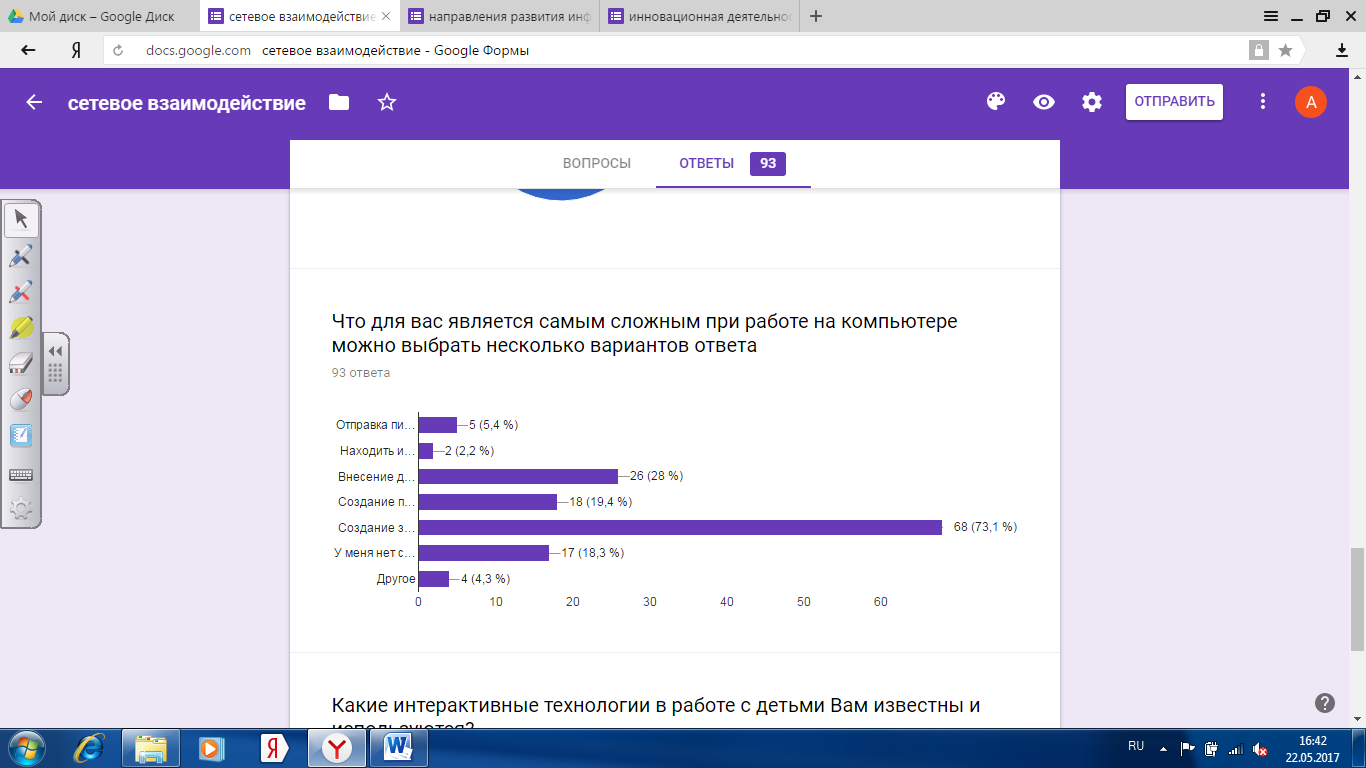 Мой диск – Google Диск
сетевое взаимодействие
направления развития инф
инновационная деятельнос
Я
docs.google.com сетевое взаимодействие - Google Формы
сетевое взаимодействие
ОТПРАВИТЬ
А
ВОПРОСЫ
ОТВЕТЫ 93
Что для вас является самым сложным при работе на компьютере
можно выбрать несколько вариантов ответа
93 ответа
Отправка пи... 5 (5,4 %)
Находить и... 2 (2,2 %)
Внесение д... 26 (28 %)
Создание п... 18 (19,4 %)
Создание з... 68 (73,1 %)
У меня нет с... 17 (18,3 %)
Другое 4 (4,3 %)
0 10 20 30 40 50 60
Какие интерактивные технологии в работе с детьми Вам известны и
используются?
Я
Y
W
RU
16:42
22.05.2017